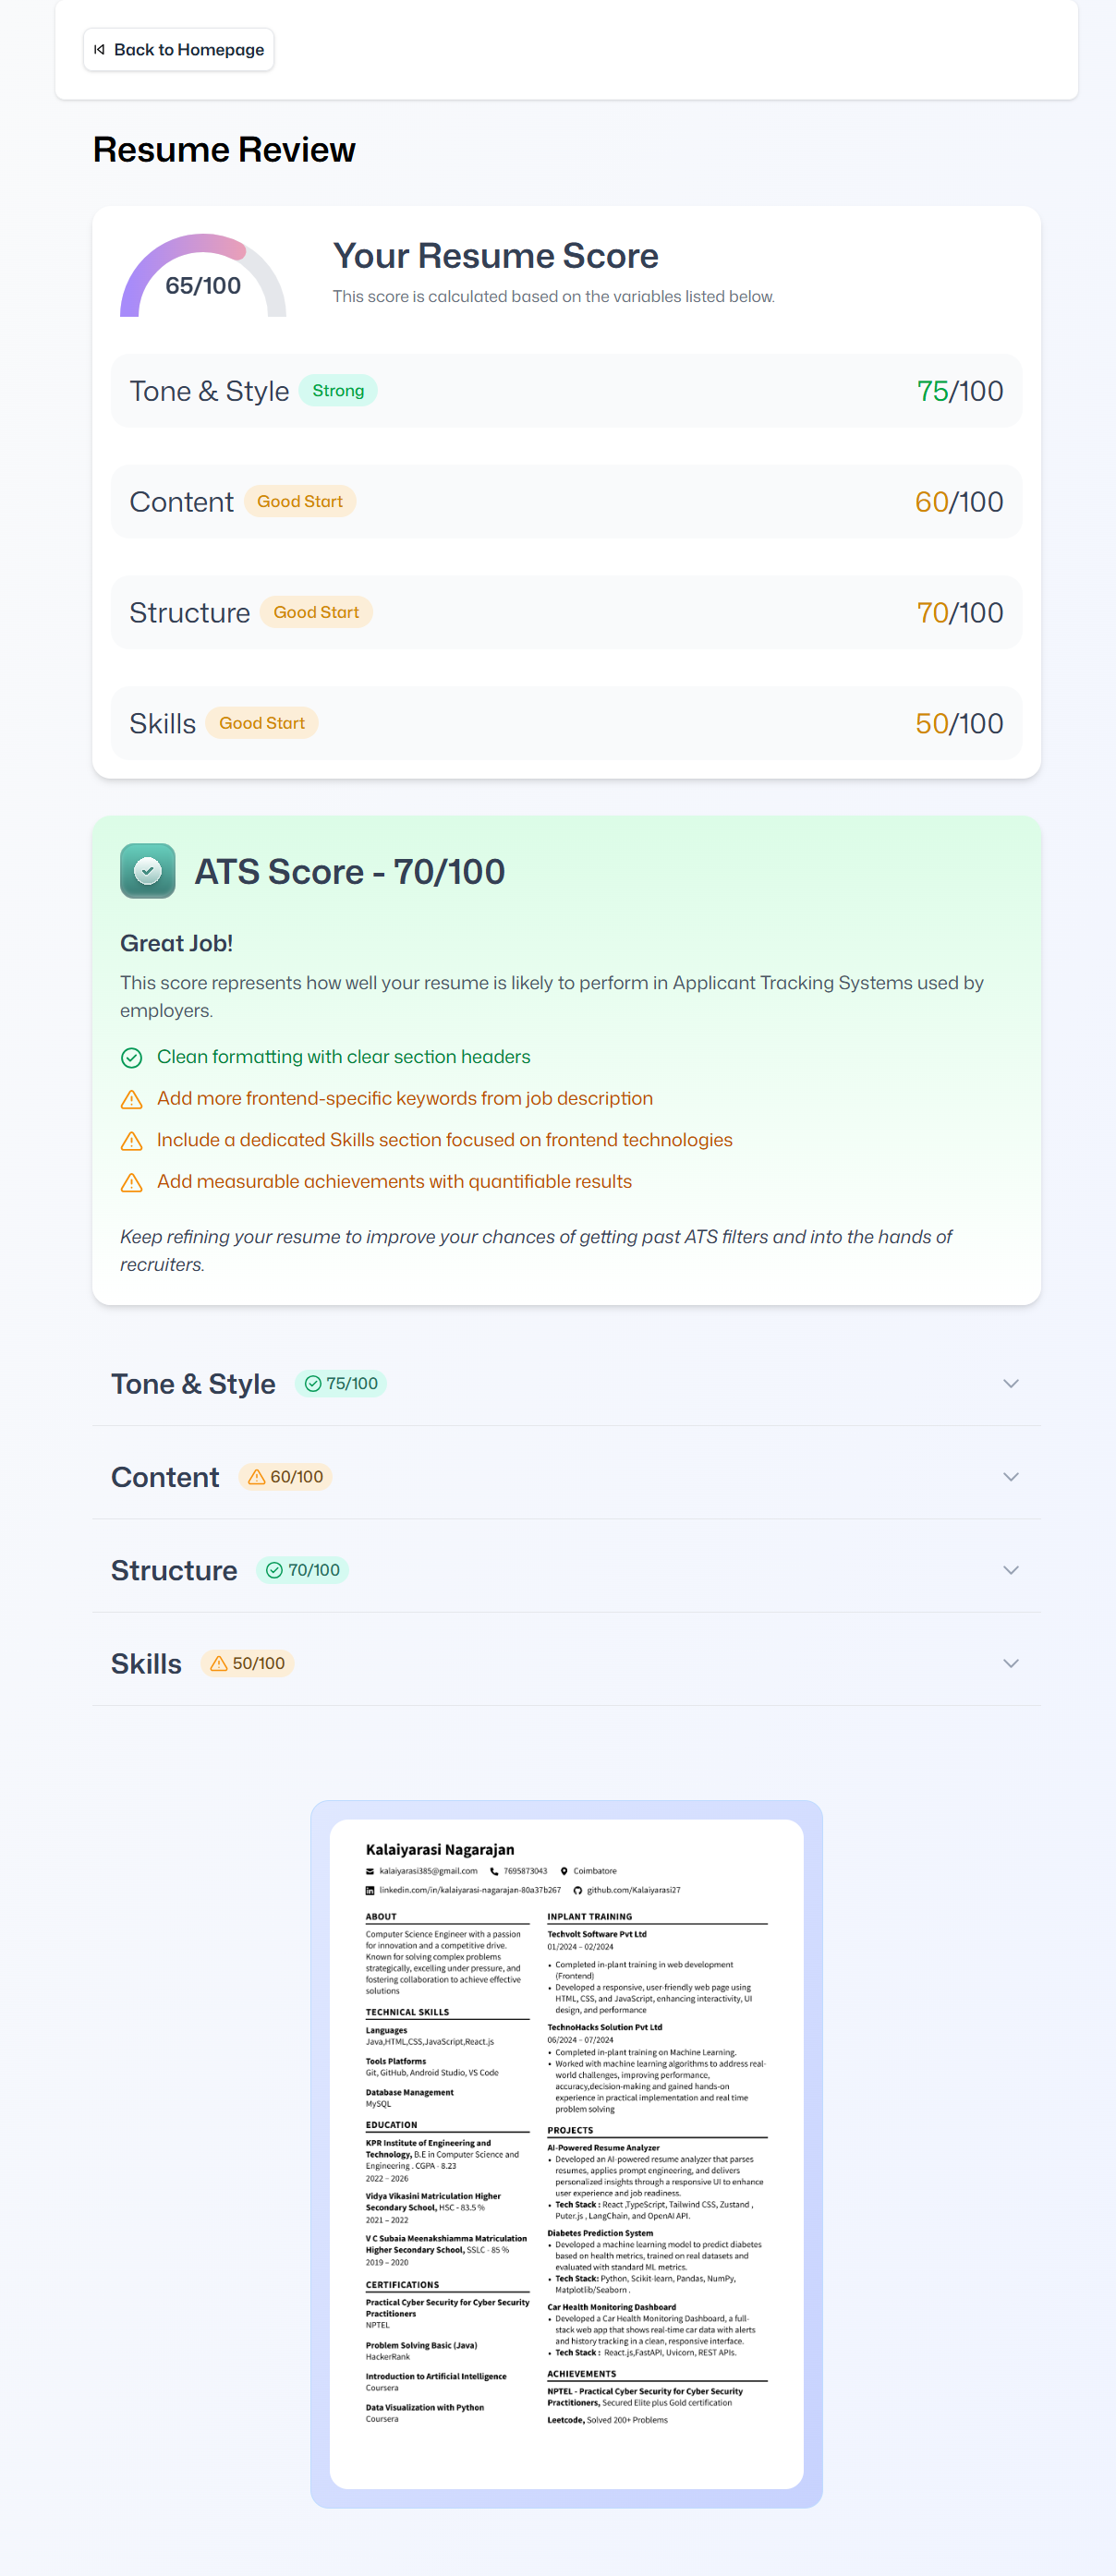 Back to Homepage
Resume Review
65/100
Your Resume Score
This score is calculated based on the variables listed below.
Tone & Style Strong 75/100
Content Good Start 60/100
Structure Good Start 70/100
Skills Good Start 50/100
ATS Score - 70/100
Great Job!
This score represents how well your resume is likely to perform in Applicant Tracking Systems used by
employers.
Clean formatting with clear section headers
Add more frontend-specific keywords from job description
Include a dedicated Skills section focused on frontend technologies
Add measurable achievements with quantifiable results
Keep refining your resume to improve your chances of getting past ATS filters and into the hands of
recruiters.
Tone & Style 75/100
Content 60/100
Structure 70/100
Skills 50/100
Kalaiyarasi Nagarajan
kalaiyarasi385@gmail.com 7695873043 Coimbatore
linkedin.com/in/kalaiyarasi-nagarajan-80a37b267 github.com/Kalaiyarasi27
ABOUT
Computer Science Engineer with a passion
for innovation and a competitive drive.
Known for solving complex problems
strategically, excelling under pressure, and
fostering collaboration to achieve effective
solutions
TECHNICAL SKILLS
Languages
Java,HTML,CSS,JavaScript,React.js
Tools Platforms
Git, GitHub, Android Studio, VS Code
Database Management
MySQL
EDUCATION
KPR Institute of Engineering and
Technology, B.E in Computer Science and
Engineering . CGPA - 8.23
2022 – 2026
Vidya Vikasini Matriculation Higher
Secondary School, HSC - 83.5 %
2021 – 2022
V C Subaia Meenakshiamma Matriculation
Higher Secondary School, SSLC - 85 %
2019 – 2020
CERTIFICATIONS
Practical Cyber Security for Cyber Security
Practitioners
NPTEL
Problem Solving Basic (Java)
HackerRank
Introduction to Artificial Intelligence
Coursera
Data Visualization with Python
Coursera
INPLANT TRAINING
Techvolt Software Pvt Ltd
01/2024 – 02/2024
• Completed in-plant training in web development
(Frontend)
• Developed a responsive, user-friendly web page using
HTML, CSS, and JavaScript, enhancing interactivity, UI
design, and performance
TechnoHacks Solution Pvt Ltd
06/2024 – 07/2024
• Completed in-plant training on Machine Learning.
• Worked with machine learning algorithms to address real-
world challenges, improving performance,
accuracy,decision-making and gained hands-on
experience in practical implementation and real time
problem solving
PROJECTS
AI-Powered Resume Analyzer
• Developed an AI-powered resume analyzer that parses
resumes, applies prompt engineering, and delivers
personalized insights through a responsive UI to enhance
user experience and job readiness.
• Tech Stack : React ,TypeScript, Tailwind CSS, Zustand ,
Puter.js , LangChain, and OpenAI API.
Diabetes Prediction System
• Developed a machine learning model to predict diabetes
based on health metrics, trained on real datasets and
evaluated with standard ML metrics.
• Tech Stack: Python, Scikit-learn, Pandas, NumPy,
Matplotlib/Seaborn .
Car Health Monitoring Dashboard
• Developed a Car Health Monitoring Dashboard, a full-
stack web app that shows real-time car data with alerts
and history tracking in a clean, responsive interface.
• Tech Stack : React.js,FastAPI, Uvicorn, REST APIs.
ACHIEVEMENTS
NPTEL - Practical Cyber Security for Cyber Security
Practitioners, Secured Elite plus Gold certification
Leetcode, Solved 200+ Problems